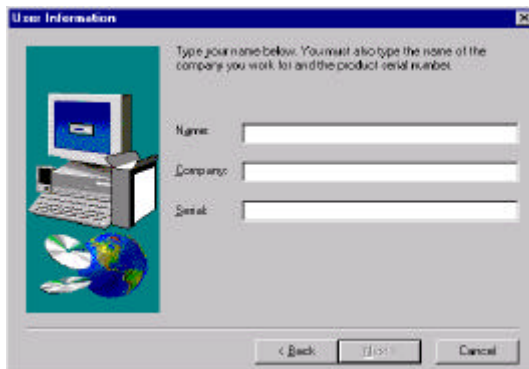 User Information
Type your name below. You must also type the name of the
company you work for and the product serial number.
Name:
Company:
Serial:
< Back
Next >
Cancel